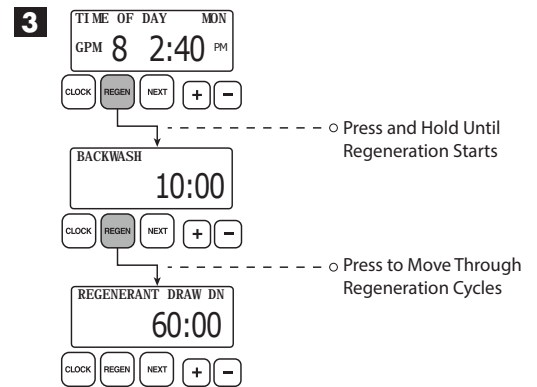 3
TIME OF DAY MON
GPM 8 2:40 PM
CLOCK REGEN NEXT + −
Press and Hold Until
Regeneration Starts
BACKWASH
10:00
CLOCK REGEN NEXT + −
Press to Move Through
Regeneration Cycles
REGENERANT DRAW DN
60:00
CLOCK REGEN NEXT + −